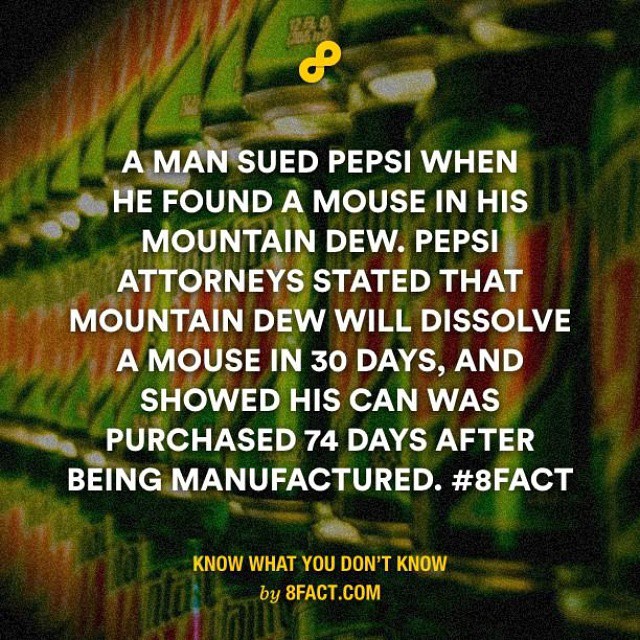 A MAN SUED PEPSI WHEN
HE FOUND A MOUSE IN HIS
MOUNTAIN DEW. PEPSI
ATTORNEYS STATED THAT
MOUNTAIN DEW WILL DISSOLVE
A MOUSE IN 30 DAYS, AND
SHOWED HIS CAN WAS
PURCHASED 74 DAYS AFTER
BEING MANUFACTURED. #8FACT
KNOW WHAT YOU DON'T KNOW
by 8FACT.COM